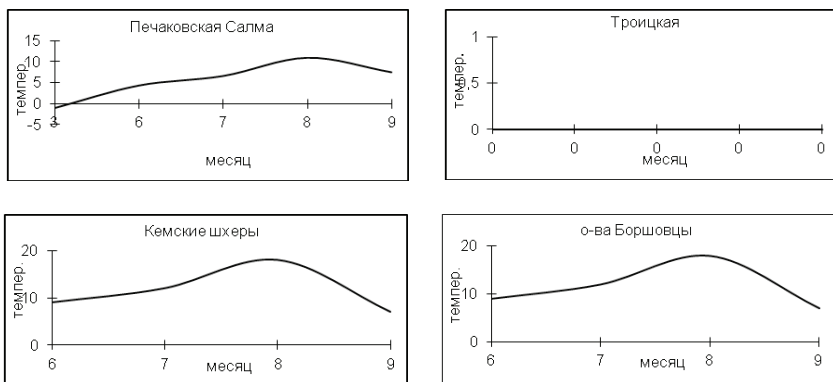 Печаковская Салма
15
10
5
0
-5
темпер.
3 6 7 8 9
месяц
Троицкая
1
0,5
0
темпер.
0 0 0 0 0
месяц
Кемские шхеры
20
10
0
темпер.
6 7 8 9
месяц
о-ва Боршовцы
20
10
0
темпер.
6 7 8 9
месяц